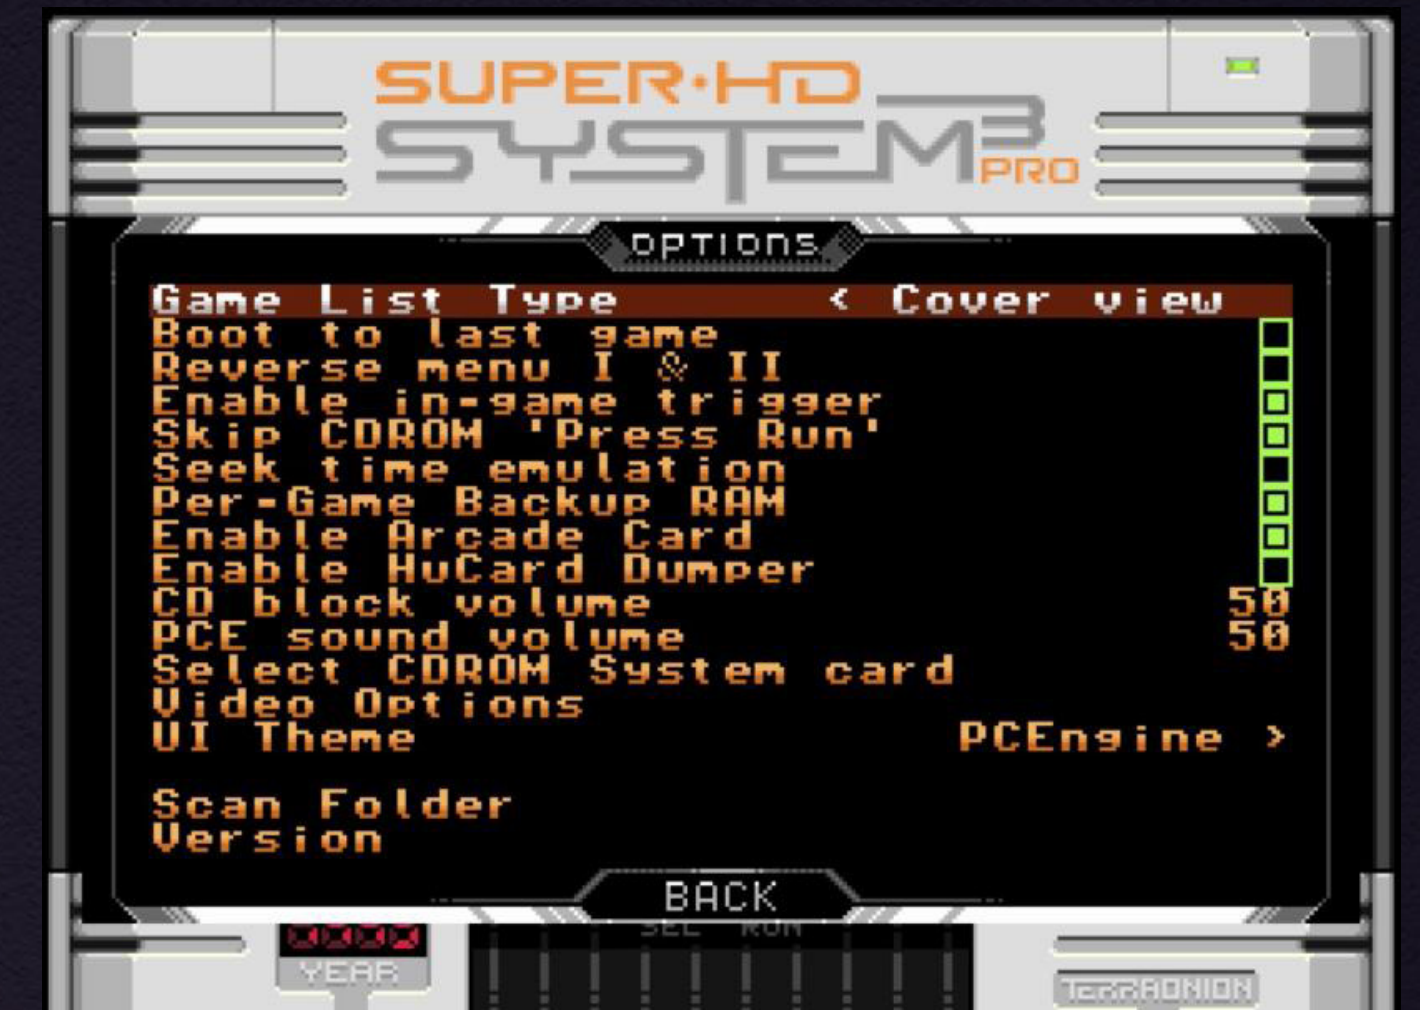 SUPER·HD
SYSTEM3
PRO
OPTIONS
Game List Type < Cover view
Boot to last game
Reverse menu I & II
Enable in-game trigger
Skip CDROM 'Press Run'
Seek time emulation
Per-Game Backup RAM
Enable Arcade Card
Enable HuCard Dumper
CD block volume 50
PCE sound volume 50
Select CDROM System card
Video Options
UI Theme PCEngine >
Scan Folder
Version
BACK
SEL RUN
YEAR
TERRAONION